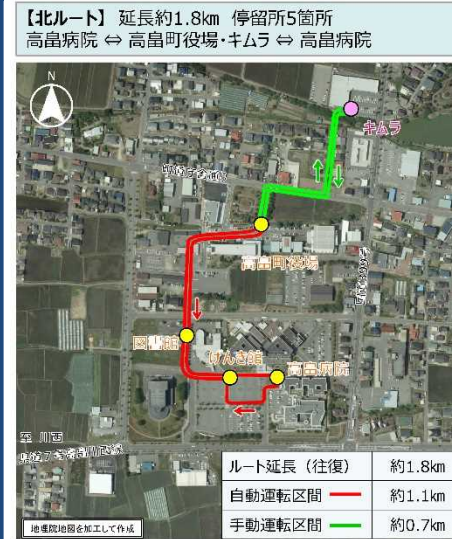 【北ルート】 延長約1.8km 停留所5箇所
高畠病院 ⇔ 高畠町役場・キムラ ⇔ 高畠病院
N
キムラ
高畠町役場
図書館
げんき館
高畠病院
至 川西
ルート延長（往復） 約1.8km
自動運転区間 約1.1km
手動運転区間 約0.7km
地理院地図を加工して作成